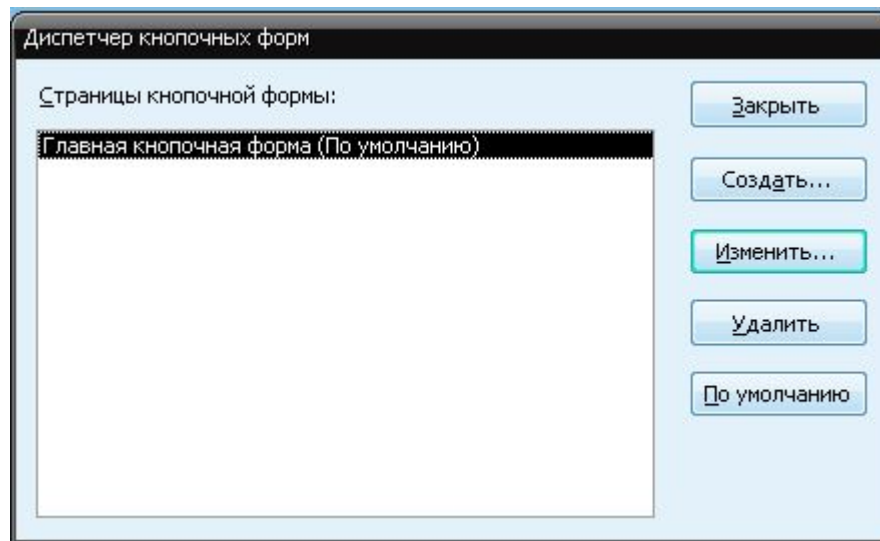 Диспетчер кнопочных форм
Страницы кнопочной формы:
Главная кнопочная форма (По умолчанию)
Закрыть
Создать...
Изменить...
Удалить
По умолчанию